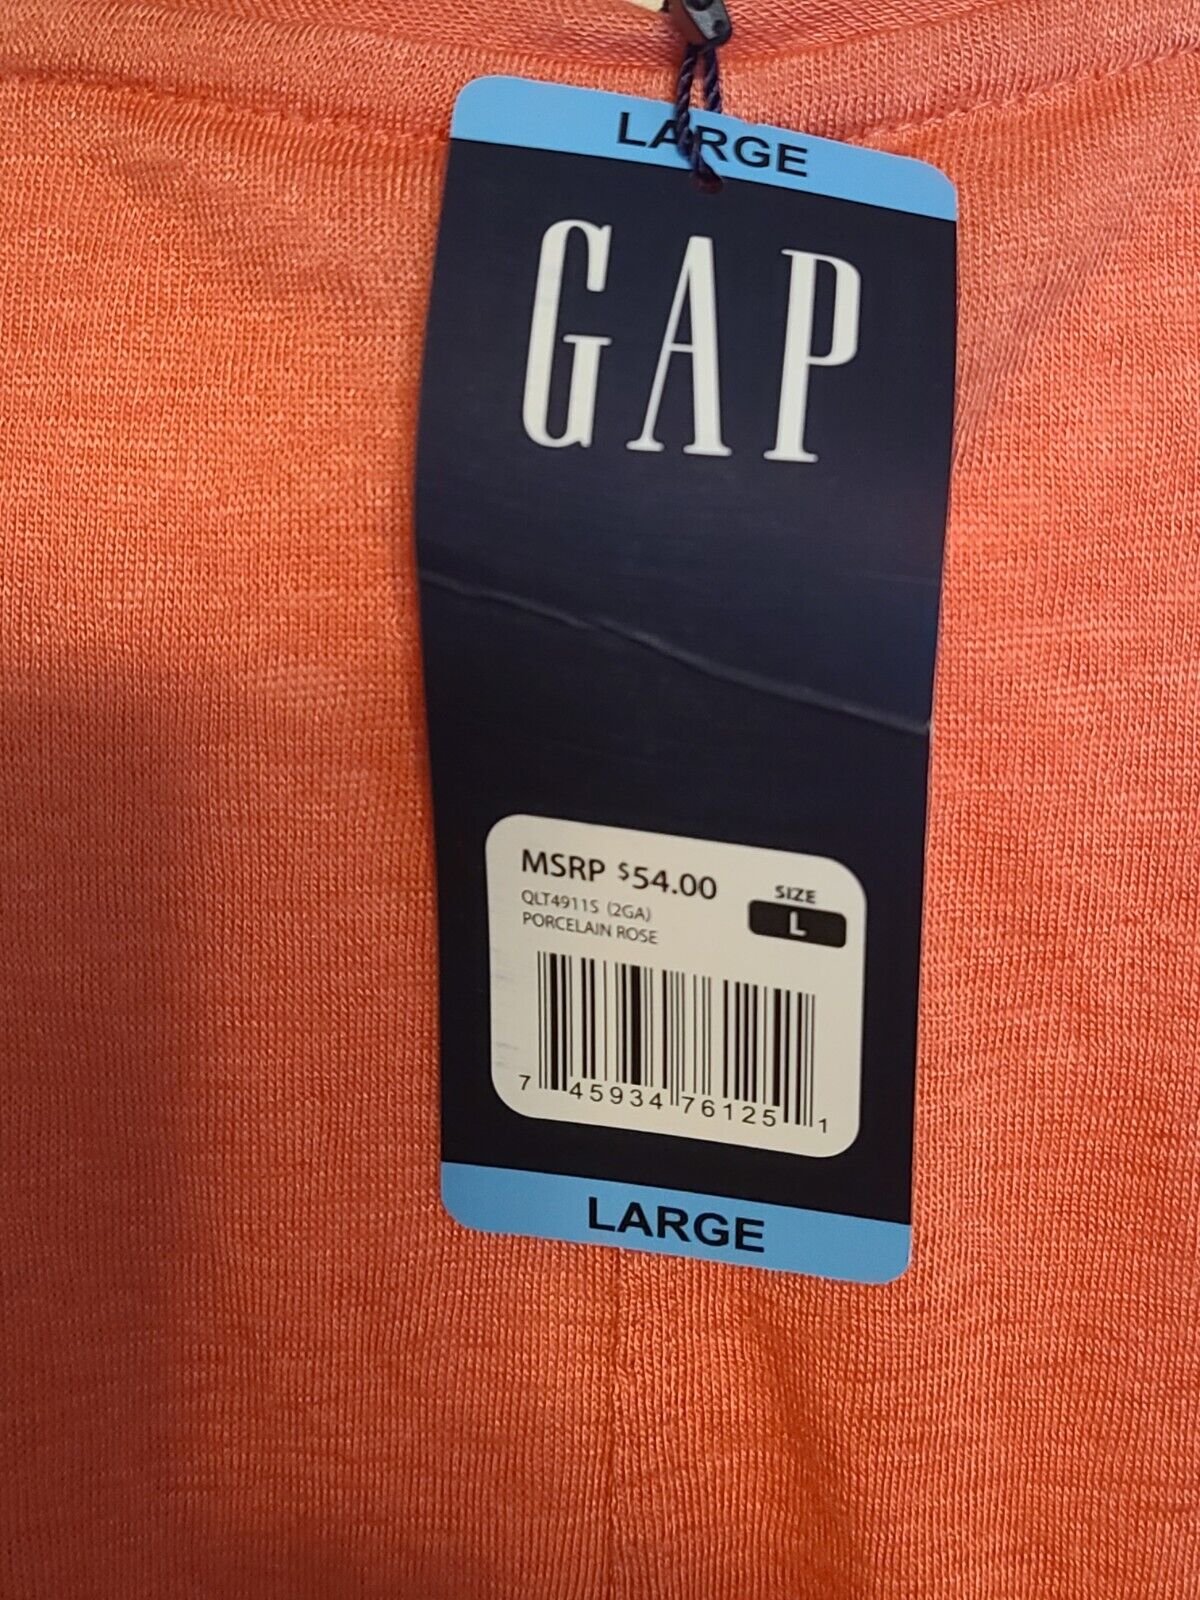 LARGE
GAP
MSRP $54.00
QLT4911S (2GA)
PORCELAIN ROSE
SIZE
L
7 45934 76125 1
LARGE